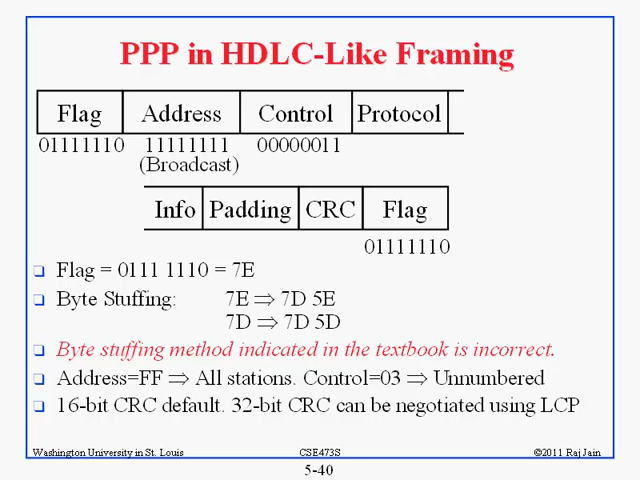 PPP in HDLC-Like Framing
Flag Address Control Protocol
01111110 11111111 00000011
(Broadcast)
Info Padding CRC Flag
01111110
❑ Flag = 0111 1110 = 7E
❑ Byte Stuffing: 7E ⇒ 7D 5E
7D ⇒ 7D 5D
❑ Byte stuffing method indicated in the textbook is incorrect.
❑ Address=FF ⇒ All stations. Control=03 ⇒ Unnumbered
❑ 16-bit CRC default. 32-bit CRC can be negotiated using LCP
Washington University in St. Louis CSE473S ©2011 Raj Jain
5-40